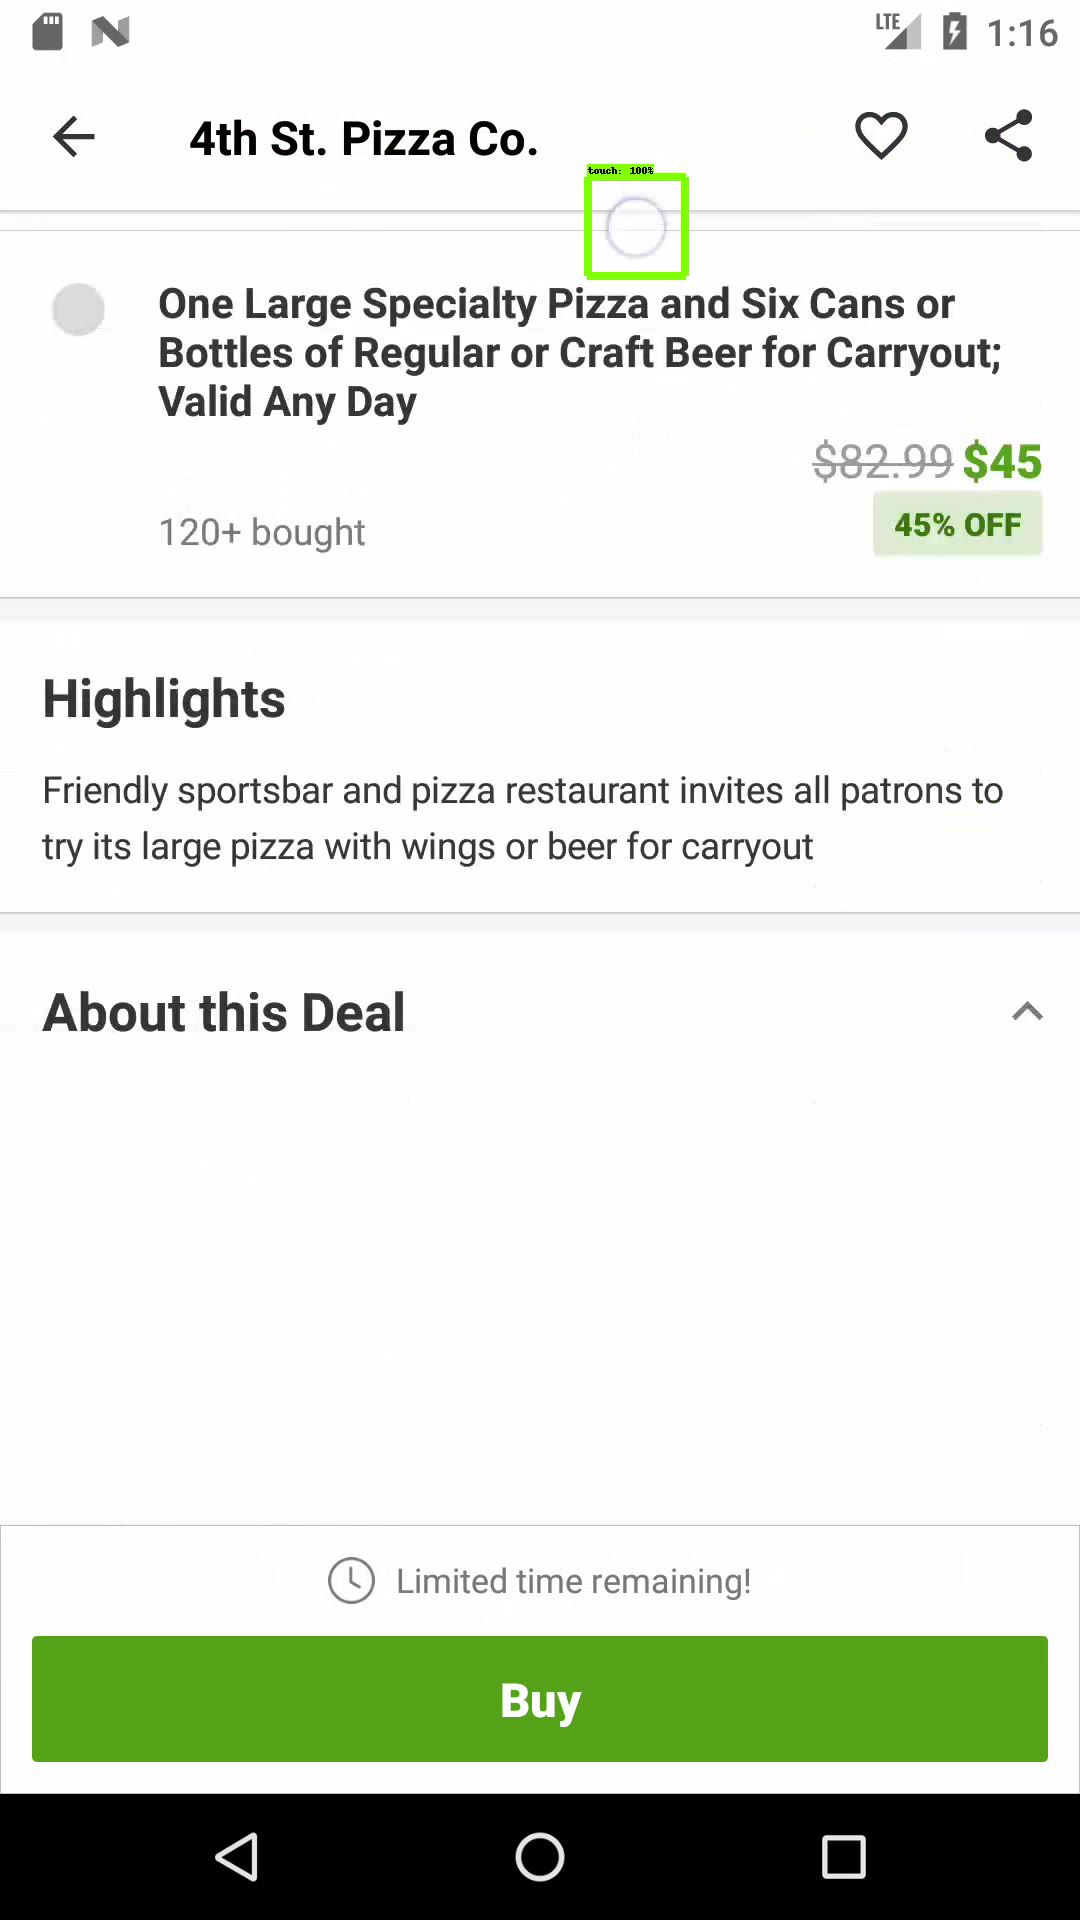 LTE 1:16
4th St. Pizza Co.
touch: 100%
One Large Specialty Pizza and Six Cans or
Bottles of Regular or Craft Beer for Carryout;
Valid Any Day
$82.99 $45
120+ bought
45% OFF
Highlights
Friendly sportsbar and pizza restaurant invites all patrons to
try its large pizza with wings or beer for carryout
About this Deal
Limited time remaining!
Buy